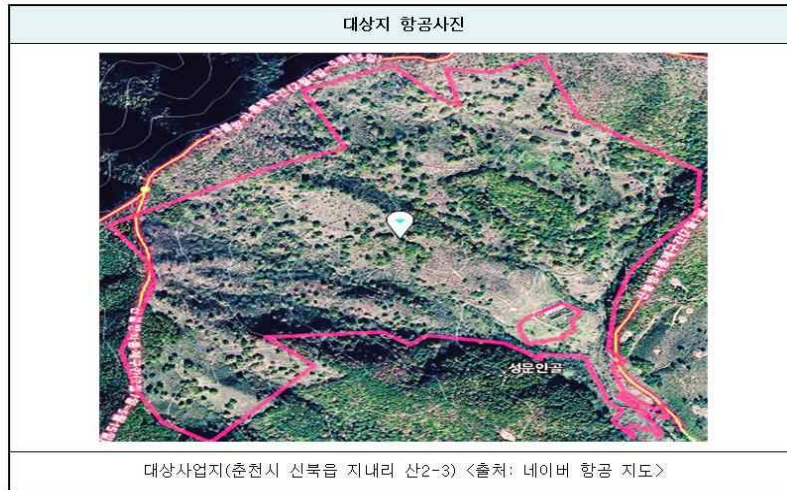 대상지 항공사진
성문안골
대상사업지(춘천시 신북읍 지내리 산2-3) <출처: 네이버 항공 지도>